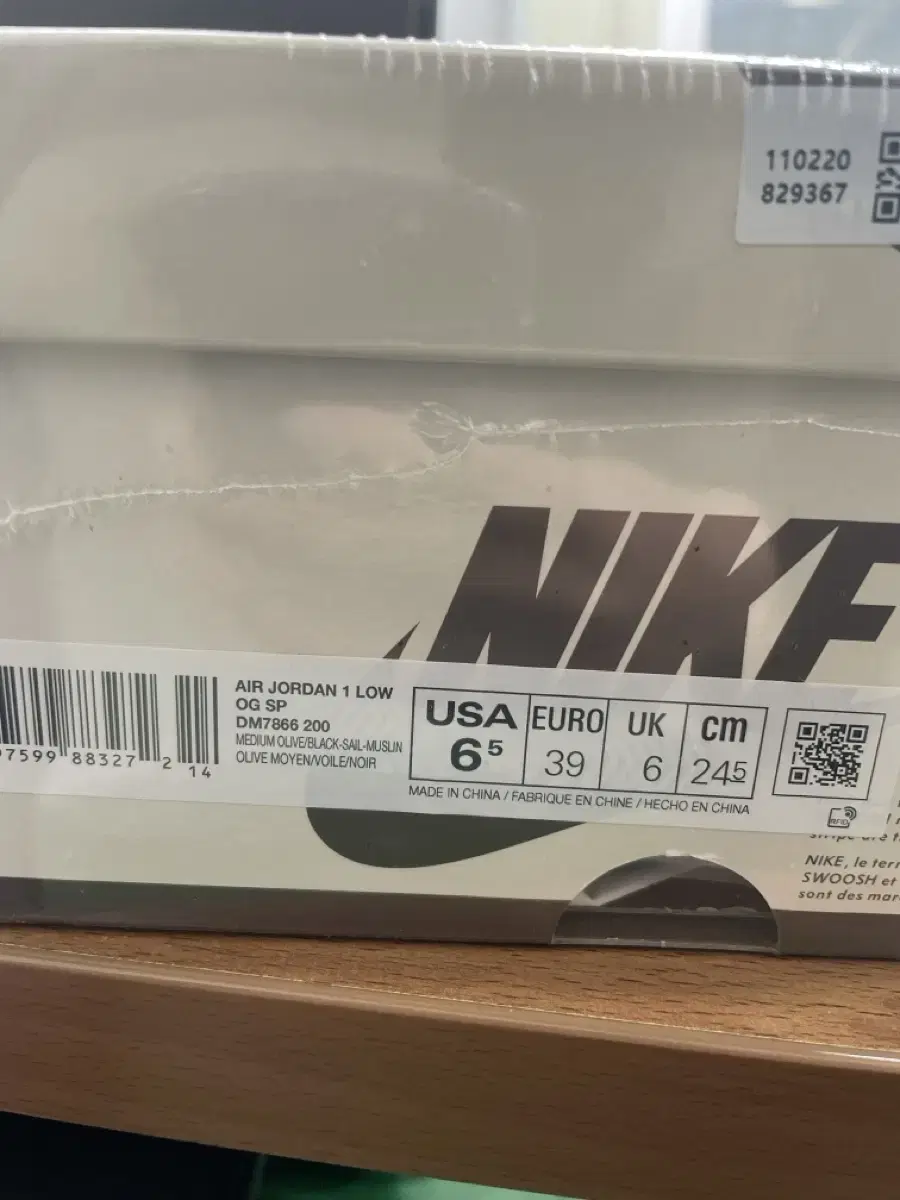 110220
829367
NIKE
AIR JORDAN 1 LOW
OG SP
DM7866 200
MEDIUM OLIVE/BLACK-SAIL-MUSLIN
OLIVE MOYEN/VOILE/NOIR
7599 88327 2 14
USA EURO UK cm
6⁵ 39 6 24⁵
MADE IN CHINA / FABRIQUE EN CHINE / HECHO EN CHINA
RFID
NIKE, le
SWOOSH et
sont des